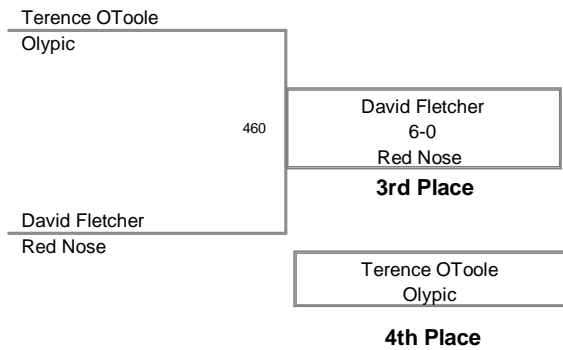 Terence OToole
Olypic
460
David Fletcher
6-0
Red Nose
3rd Place
David Fletcher
Red Nose
Terence OToole
Olypic
4th Place